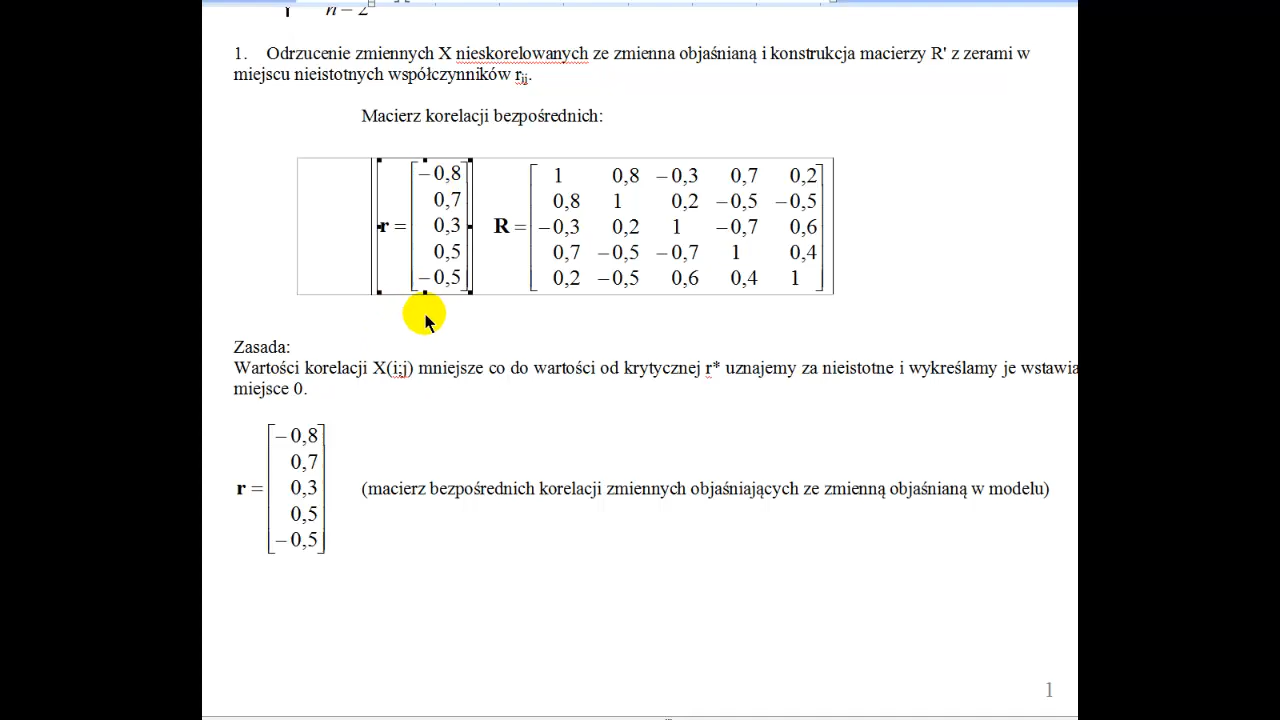 n − 2
1. Odrzucenie zmiennych X nieskorelowanych ze zmienna objaśnianą i konstrukcja macierzy R' z zerami w
miejscu nieistotnych współczynników rij.
Macierz korelacji bezpośrednich:
r = [−0,8 0,7 0,3 0,5 −0,5]
R = [1 0,8 −0,3 0,7 0,2
0,8 1 0,2 −0,5 −0,5
−0,3 0,2 1 −0,7 0,6
0,7 −0,5 −0,7 1 0,4
0,2 −0,5 0,6 0,4 1]
Zasada:
Wartości korelacji X(i;j) mniejsze co do wartości od krytycznej r* uznajemy za nieistotne i wykreślamy je wstawia
miejsce 0.
r = [−0,8 0,7 0,3 0,5 −0,5] (macierz bezpośrednich korelacji zmiennych objaśniających ze zmienną objaśnianą w modelu)
1